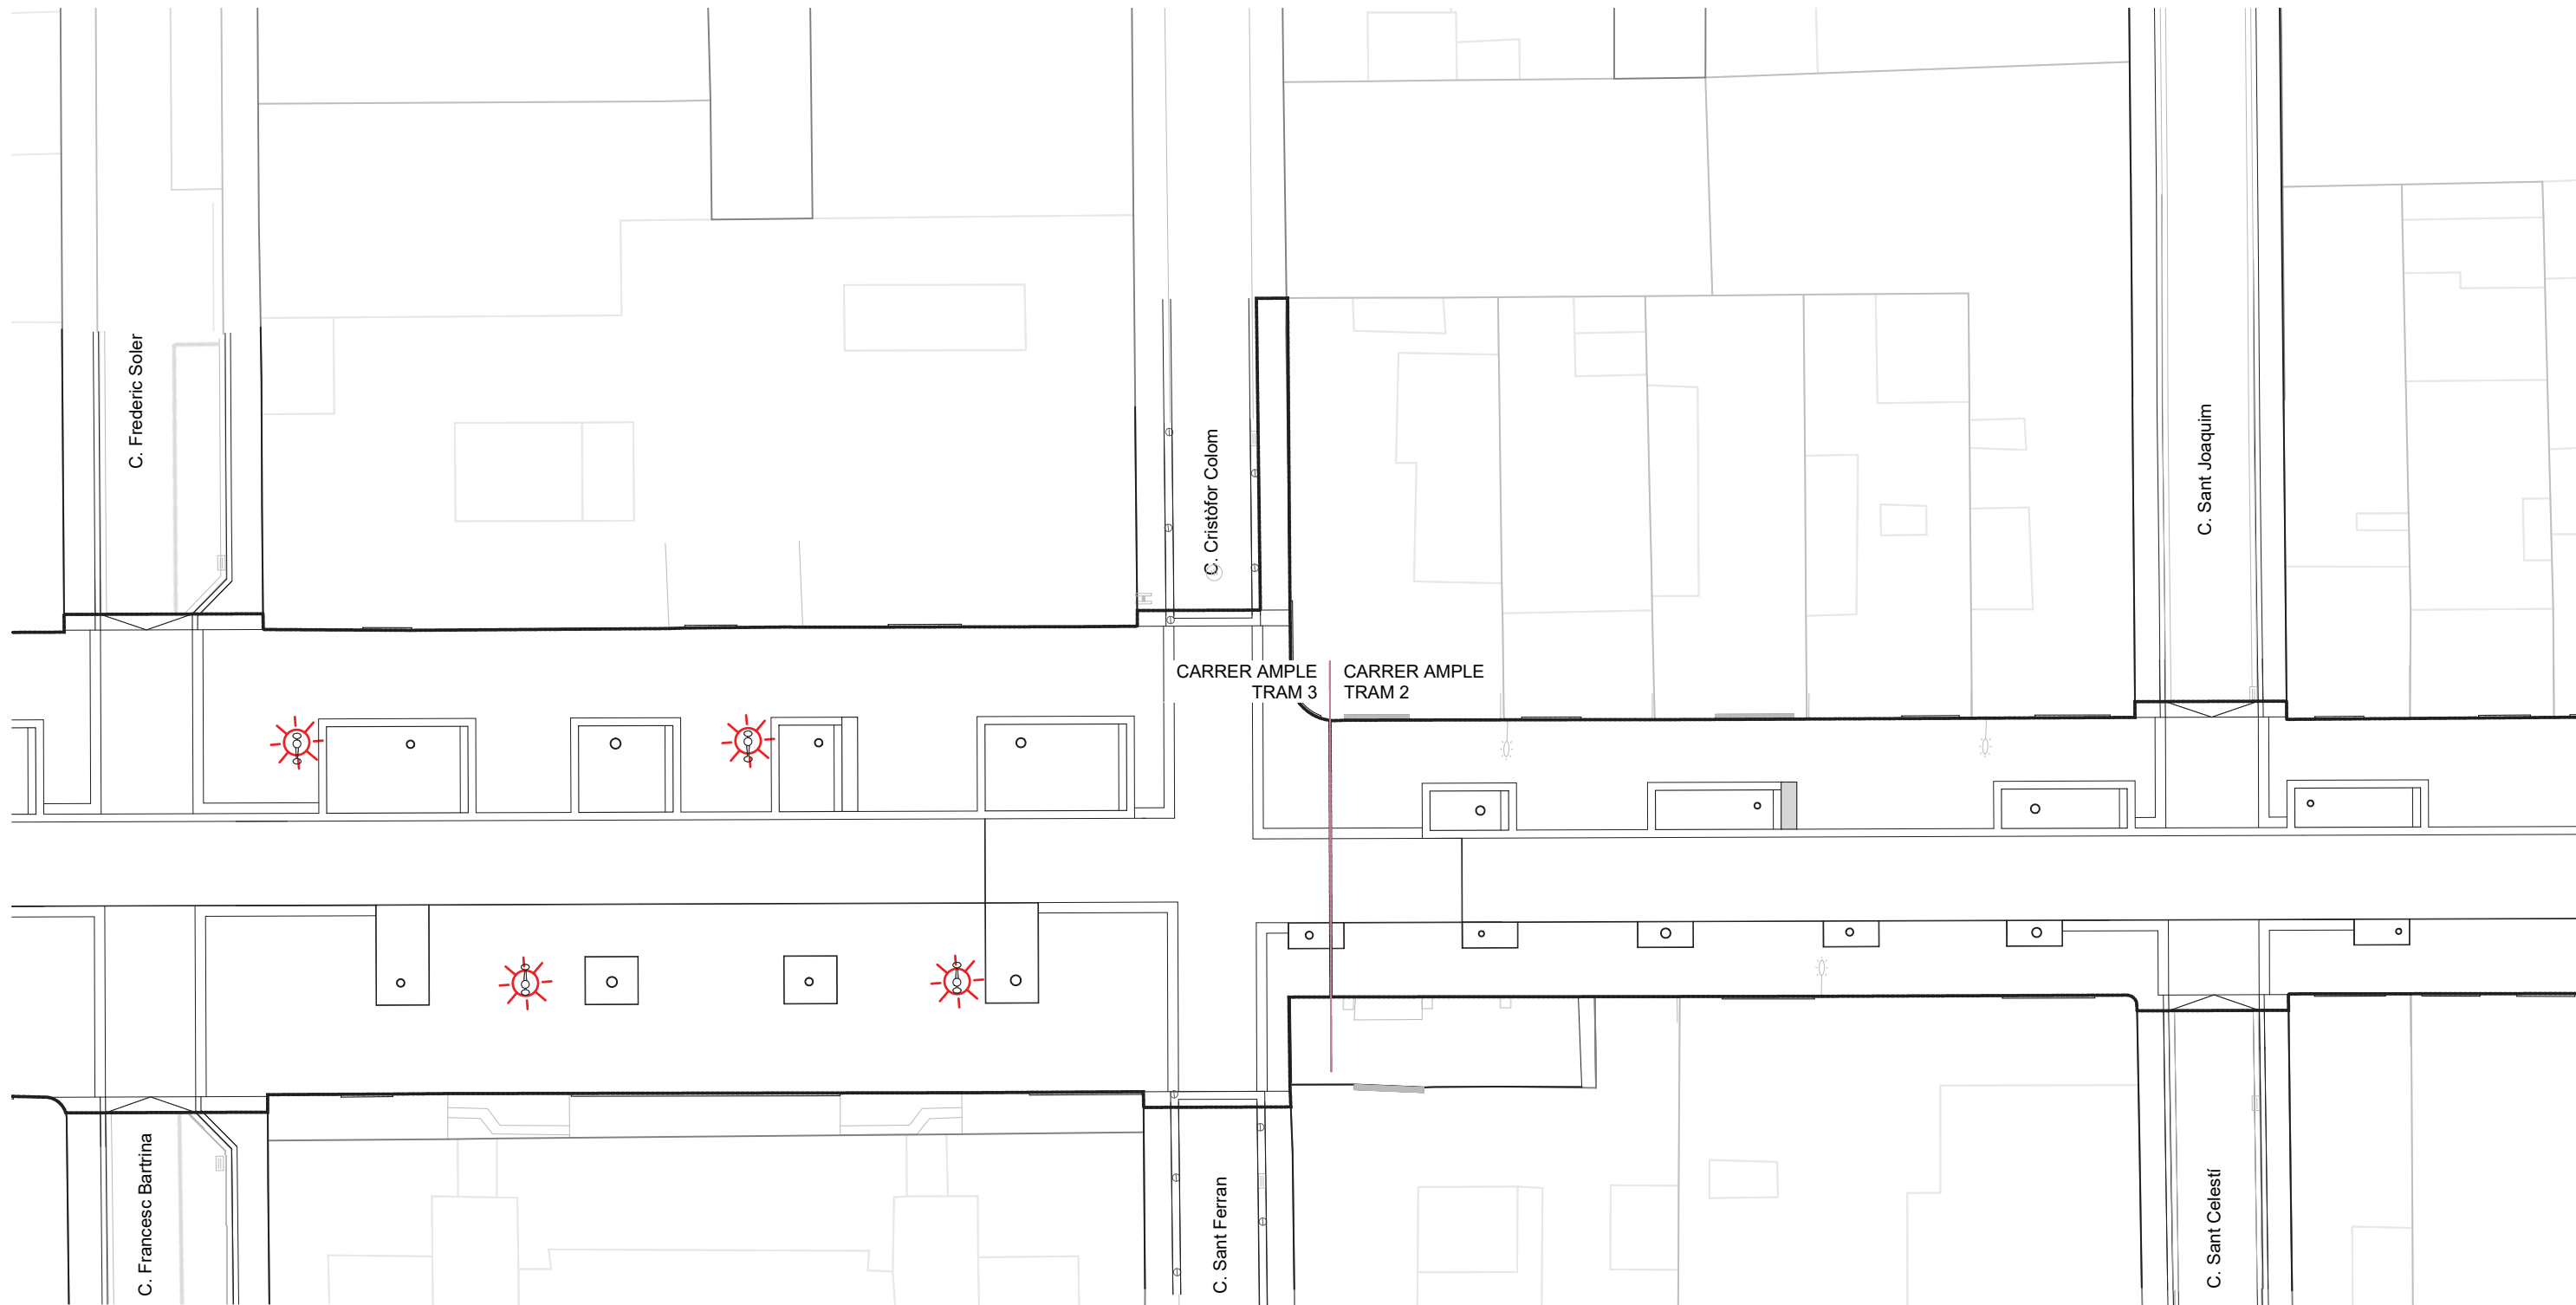 C. Frederic Soler
C. Cristòfor Colom
C. Sant Joaquim
CARRER AMPLE
TRAM 3
CARRER AMPLE
TRAM 2
C. Francesc Bartrina
C. Sant Ferran
C. Sant Celestí